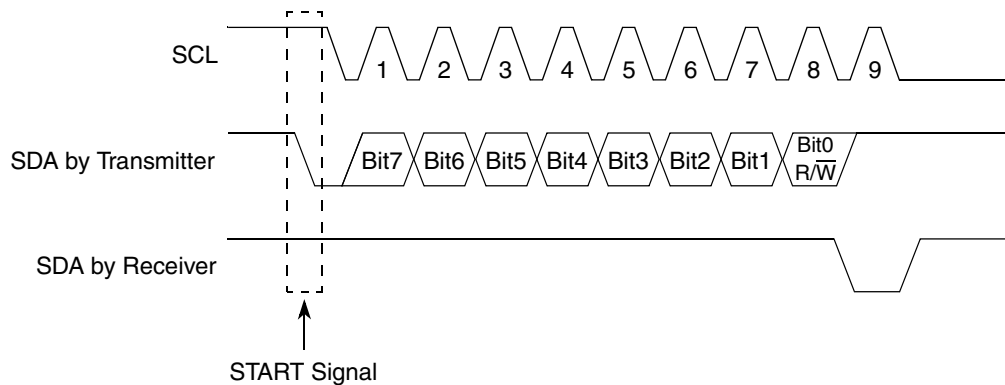 SCL
1 2 3 4 5 6 7 8 9
SDA by Transmitter
Bit7 Bit6 Bit5 Bit4 Bit3 Bit2 Bit1 Bit0
R/W̅
SDA by Receiver
START Signal